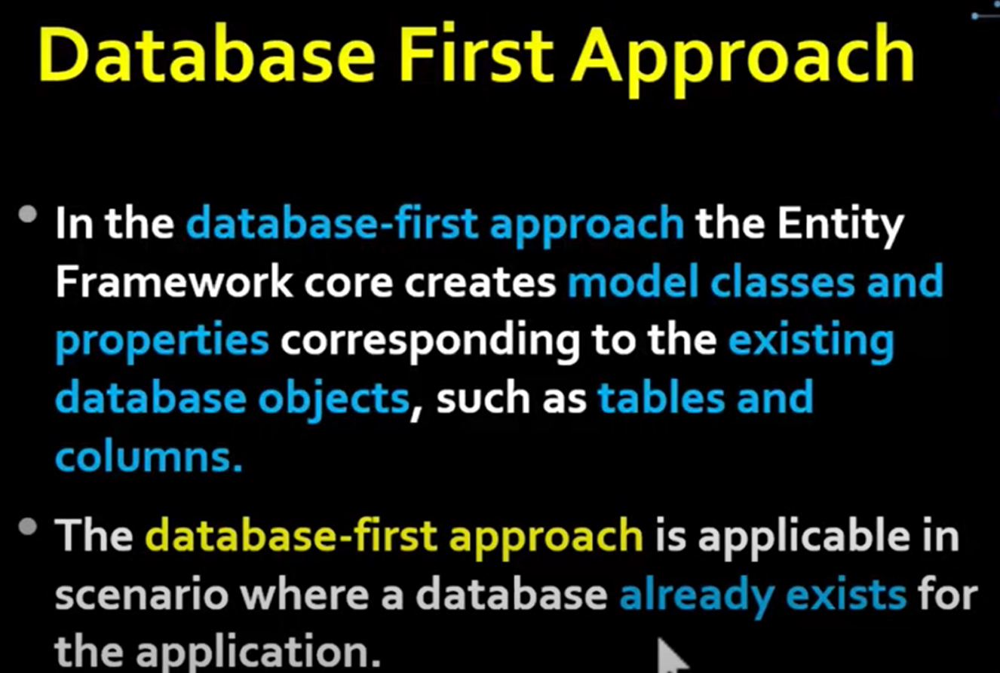 Database First Approach
• In the database-first approach the Entity
Framework core creates model classes and
properties corresponding to the existing
database objects, such as tables and
columns.
• The database-first approach is applicable in
scenario where a database already exists for
the application.